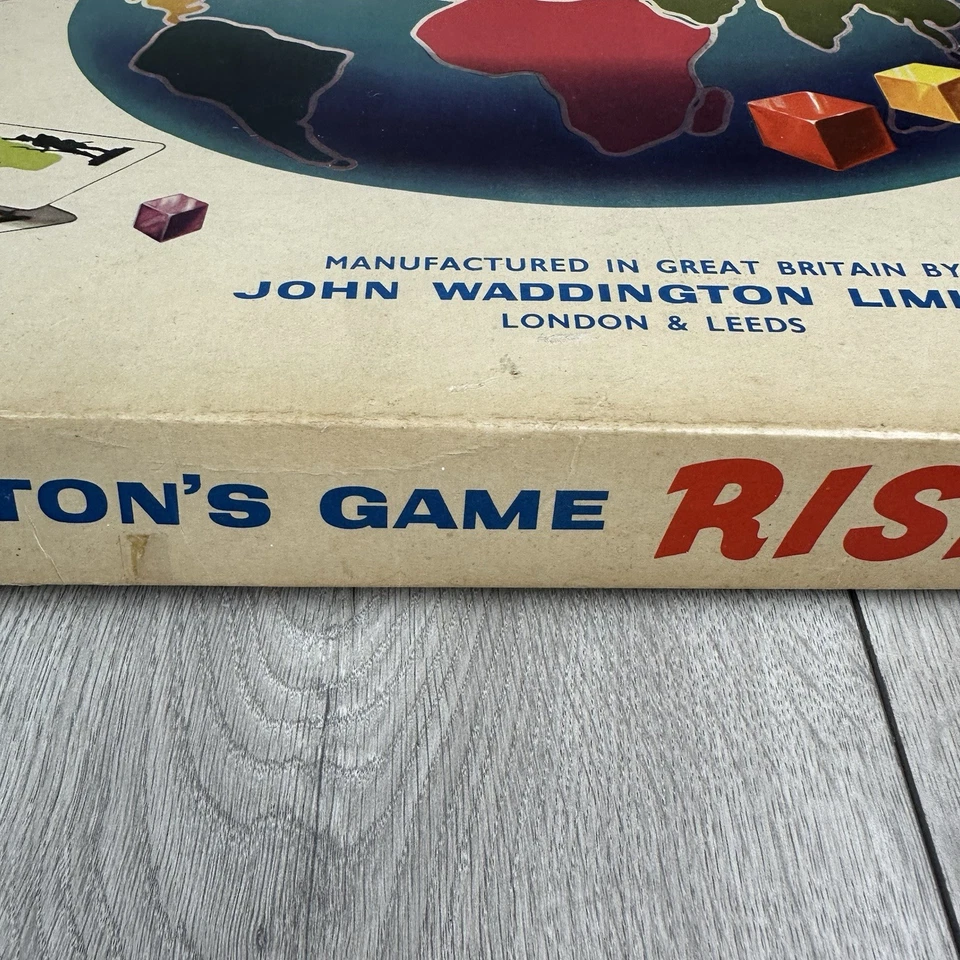 MANUFACTURED IN GREAT BRITAIN BY
JOHN WADDINGTON LIMI
LONDON & LEEDS
TON'S GAME RIS